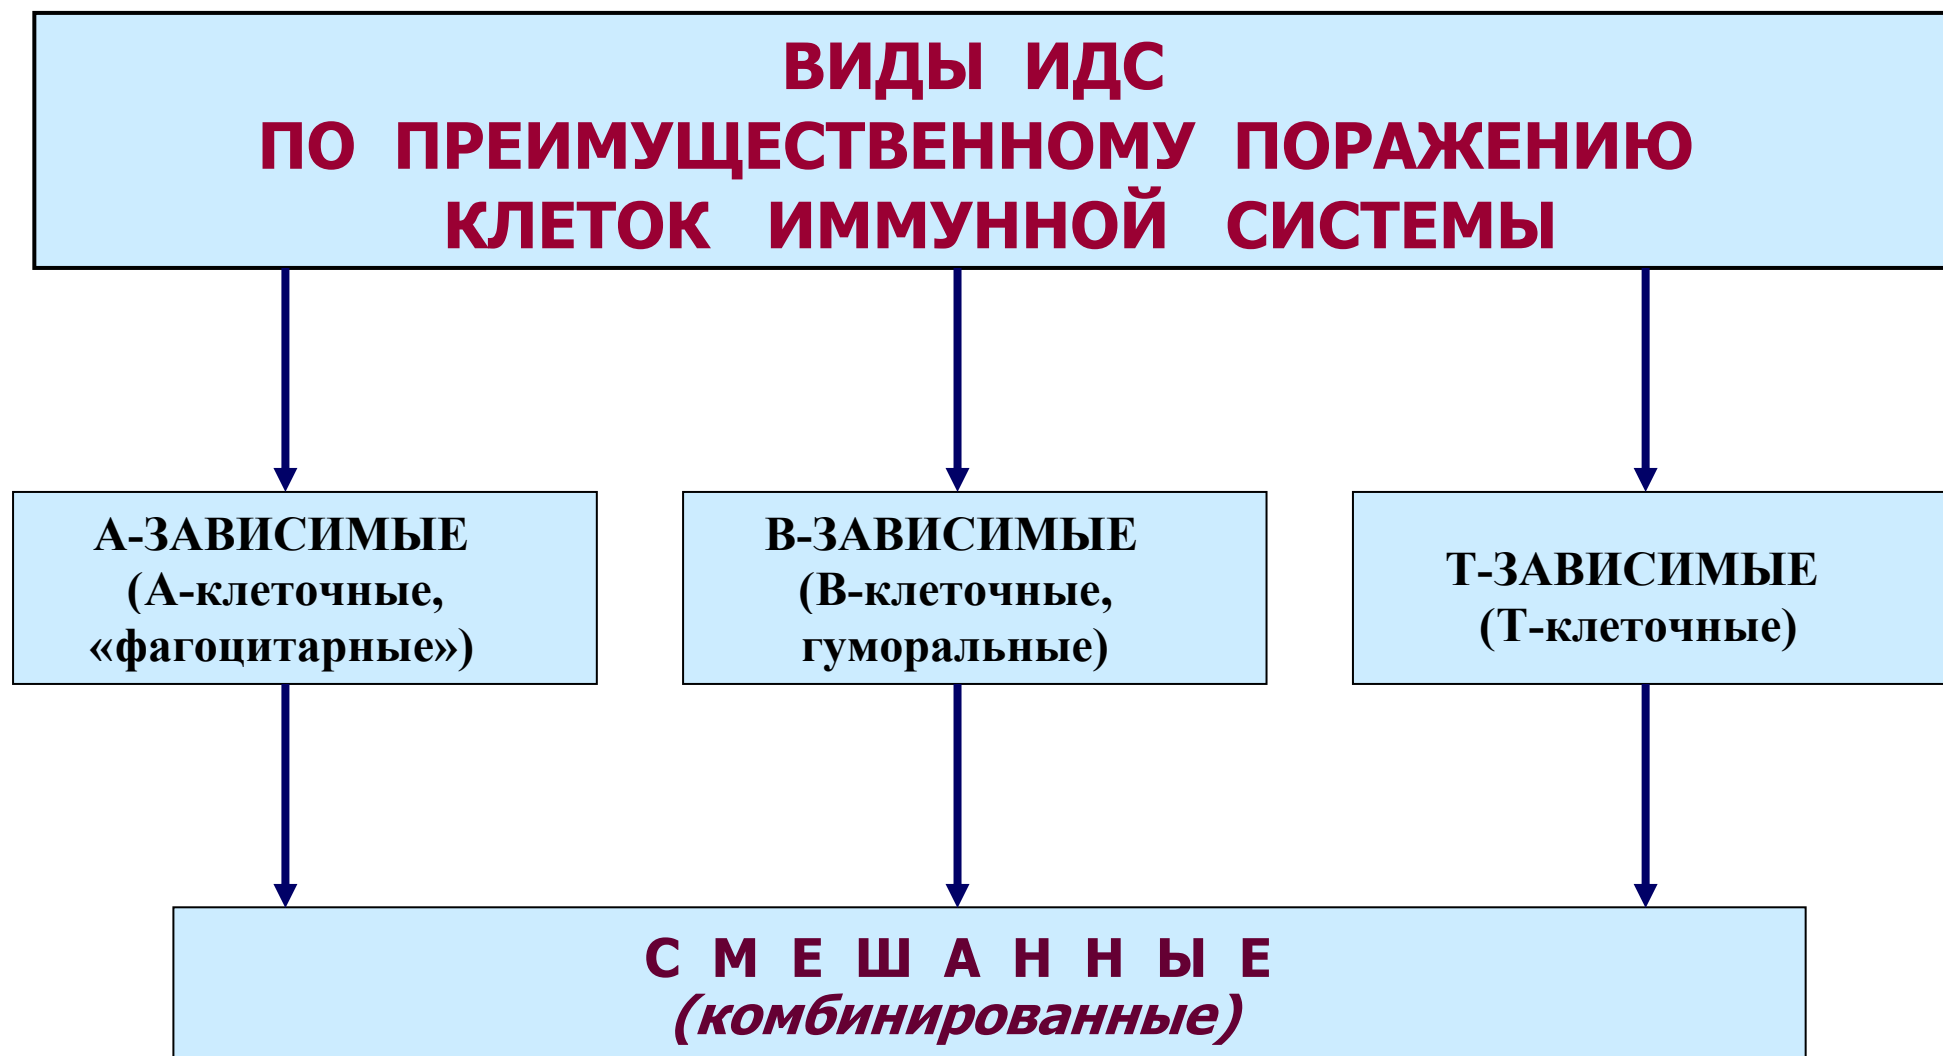 ВИДЫ ИДС
ПО ПРЕИМУЩЕСТВЕННОМУ ПОРАЖЕНИЮ
КЛЕТОК ИММУННОЙ СИСТЕМЫ
А-ЗАВИСИМЫЕ
(А-клеточные,
«фагоцитарные»)
В-ЗАВИСИМЫЕ
(В-клеточные,
гуморальные)
Т-ЗАВИСИМЫЕ
(Т-клеточные)
С М Е Ш А Н Н Ы Е
(комбинированные)